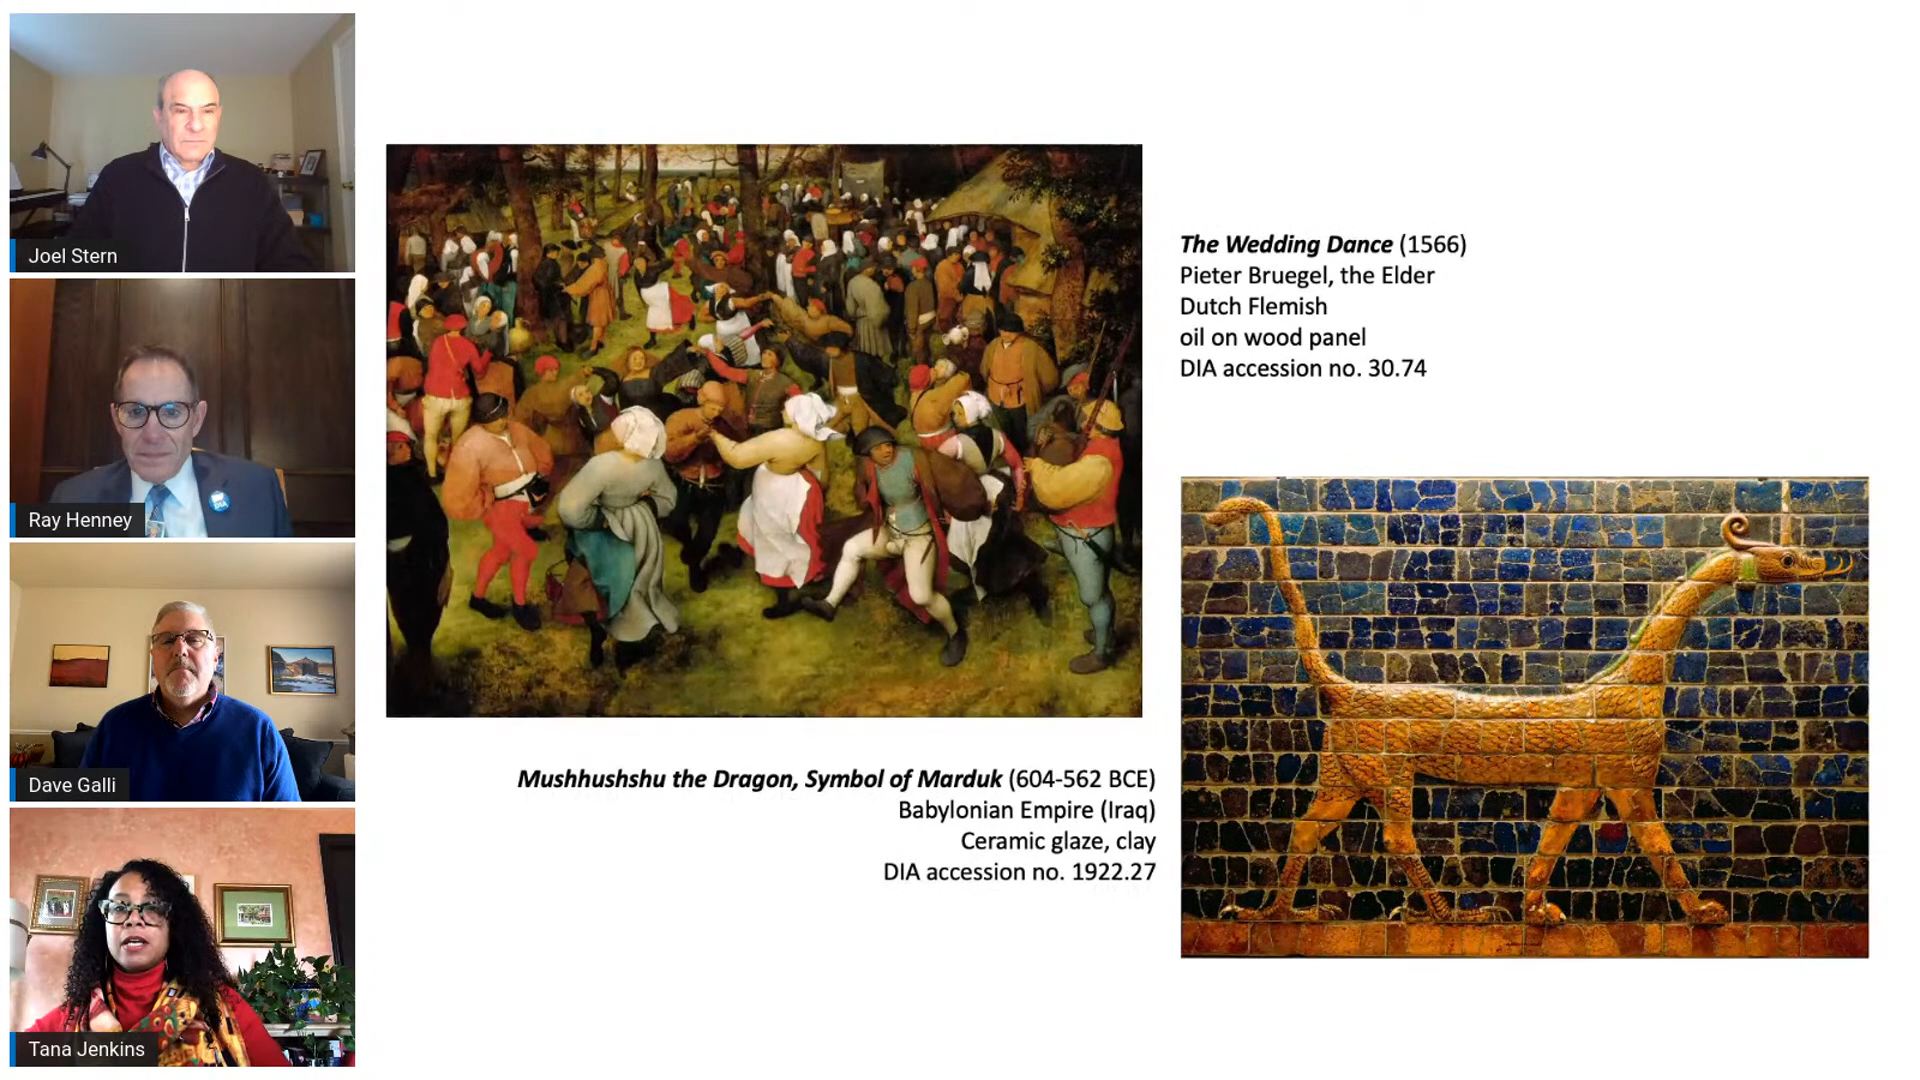 Joel Stern
Ray Henney
DIA
Dave Galli
Tana Jenkins
The Wedding Dance (1566)
Pieter Bruegel, the Elder
Dutch Flemish
oil on wood panel
DIA accession no. 30.74
Mushhushshu the Dragon, Symbol of Marduk (604-562 BCE)
Babylonian Empire (Iraq)
Ceramic glaze, clay
DIA accession no. 1922.27